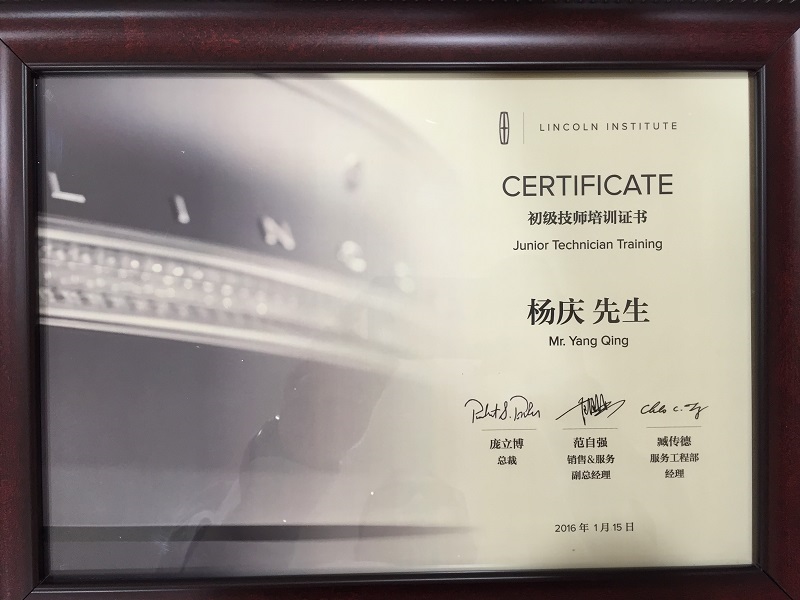 L I N C O
LINCOLN INSTITUTE
CERTIFICATE
初级技师培训证书
Junior Technician Training
杨庆 先生
Mr. Yang Qing
庞立博 范自强 臧传德
总裁 销售&服务 服务工程部
副总经理 经理
2016 年 1 月 15 日